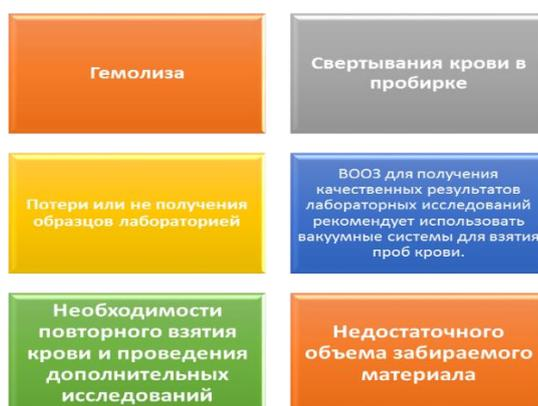 Гемолиза
Свертывания крови в
пробирке
Потери или не получения
образцов лабораторией
ВООЗ для получения
качественных результатов
лабораторных исследований
рекомендует использовать
вакуумные системы для взятия
проб крови.
Необходимости
повторного взятия
крови и проведения
дополнительных
исследований
Недостаточного
объема забираемого
материала